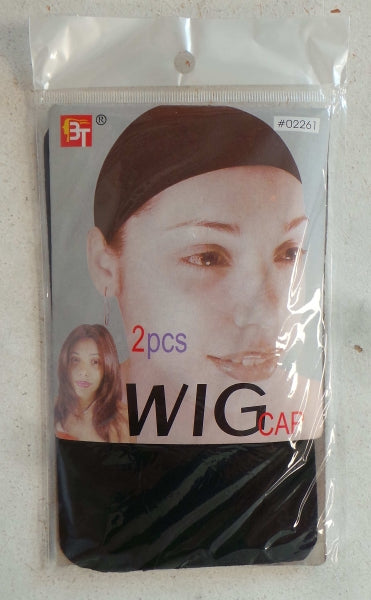 BT ®
#02261
2pcs
WIG
CAP